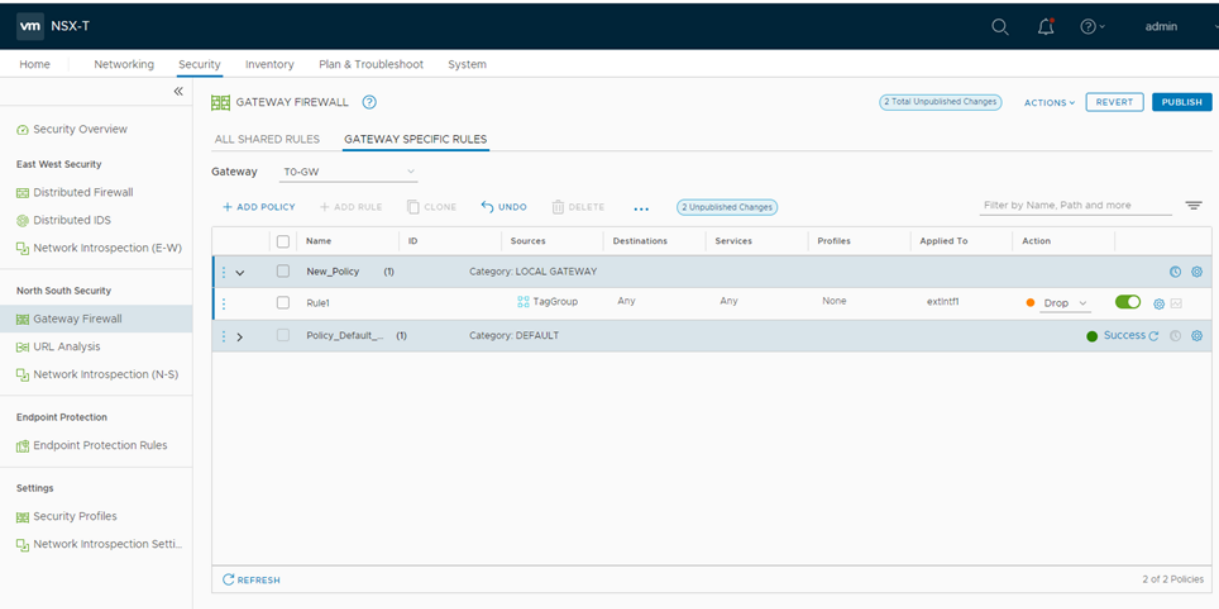 vm NSX-T admin
Home Networking Security Inventory Plan & Troubleshoot System
GATEWAY FIREWALL 2 Total Unpublished Changes ACTIONS REVERT PUBLISH
Security Overview
ALL SHARED RULES GATEWAY SPECIFIC RULES
East West Security
Gateway T0-GW
Distributed Firewall
+ ADD POLICY + ADD RULE CLONE UNDO DELETE ... 2 Unpublished Changes Filter by Name, Path and more
Distributed IDS
Name ID Sources Destinations Services Profiles Applied To Action
Network Introspection (E-W)
New_Policy (1) Category: LOCAL GATEWAY
North South Security
Rule1 TagGroup Any Any None extintf1 Drop
Gateway Firewall
Policy_Default_... (1) Category: DEFAULT Success
URL Analysis
Network Introspection (N-S)
Endpoint Protection
Endpoint Protection Rules
Settings
Security Profiles
Network Introspection Setti...
REFRESH 2 of 2 Policies